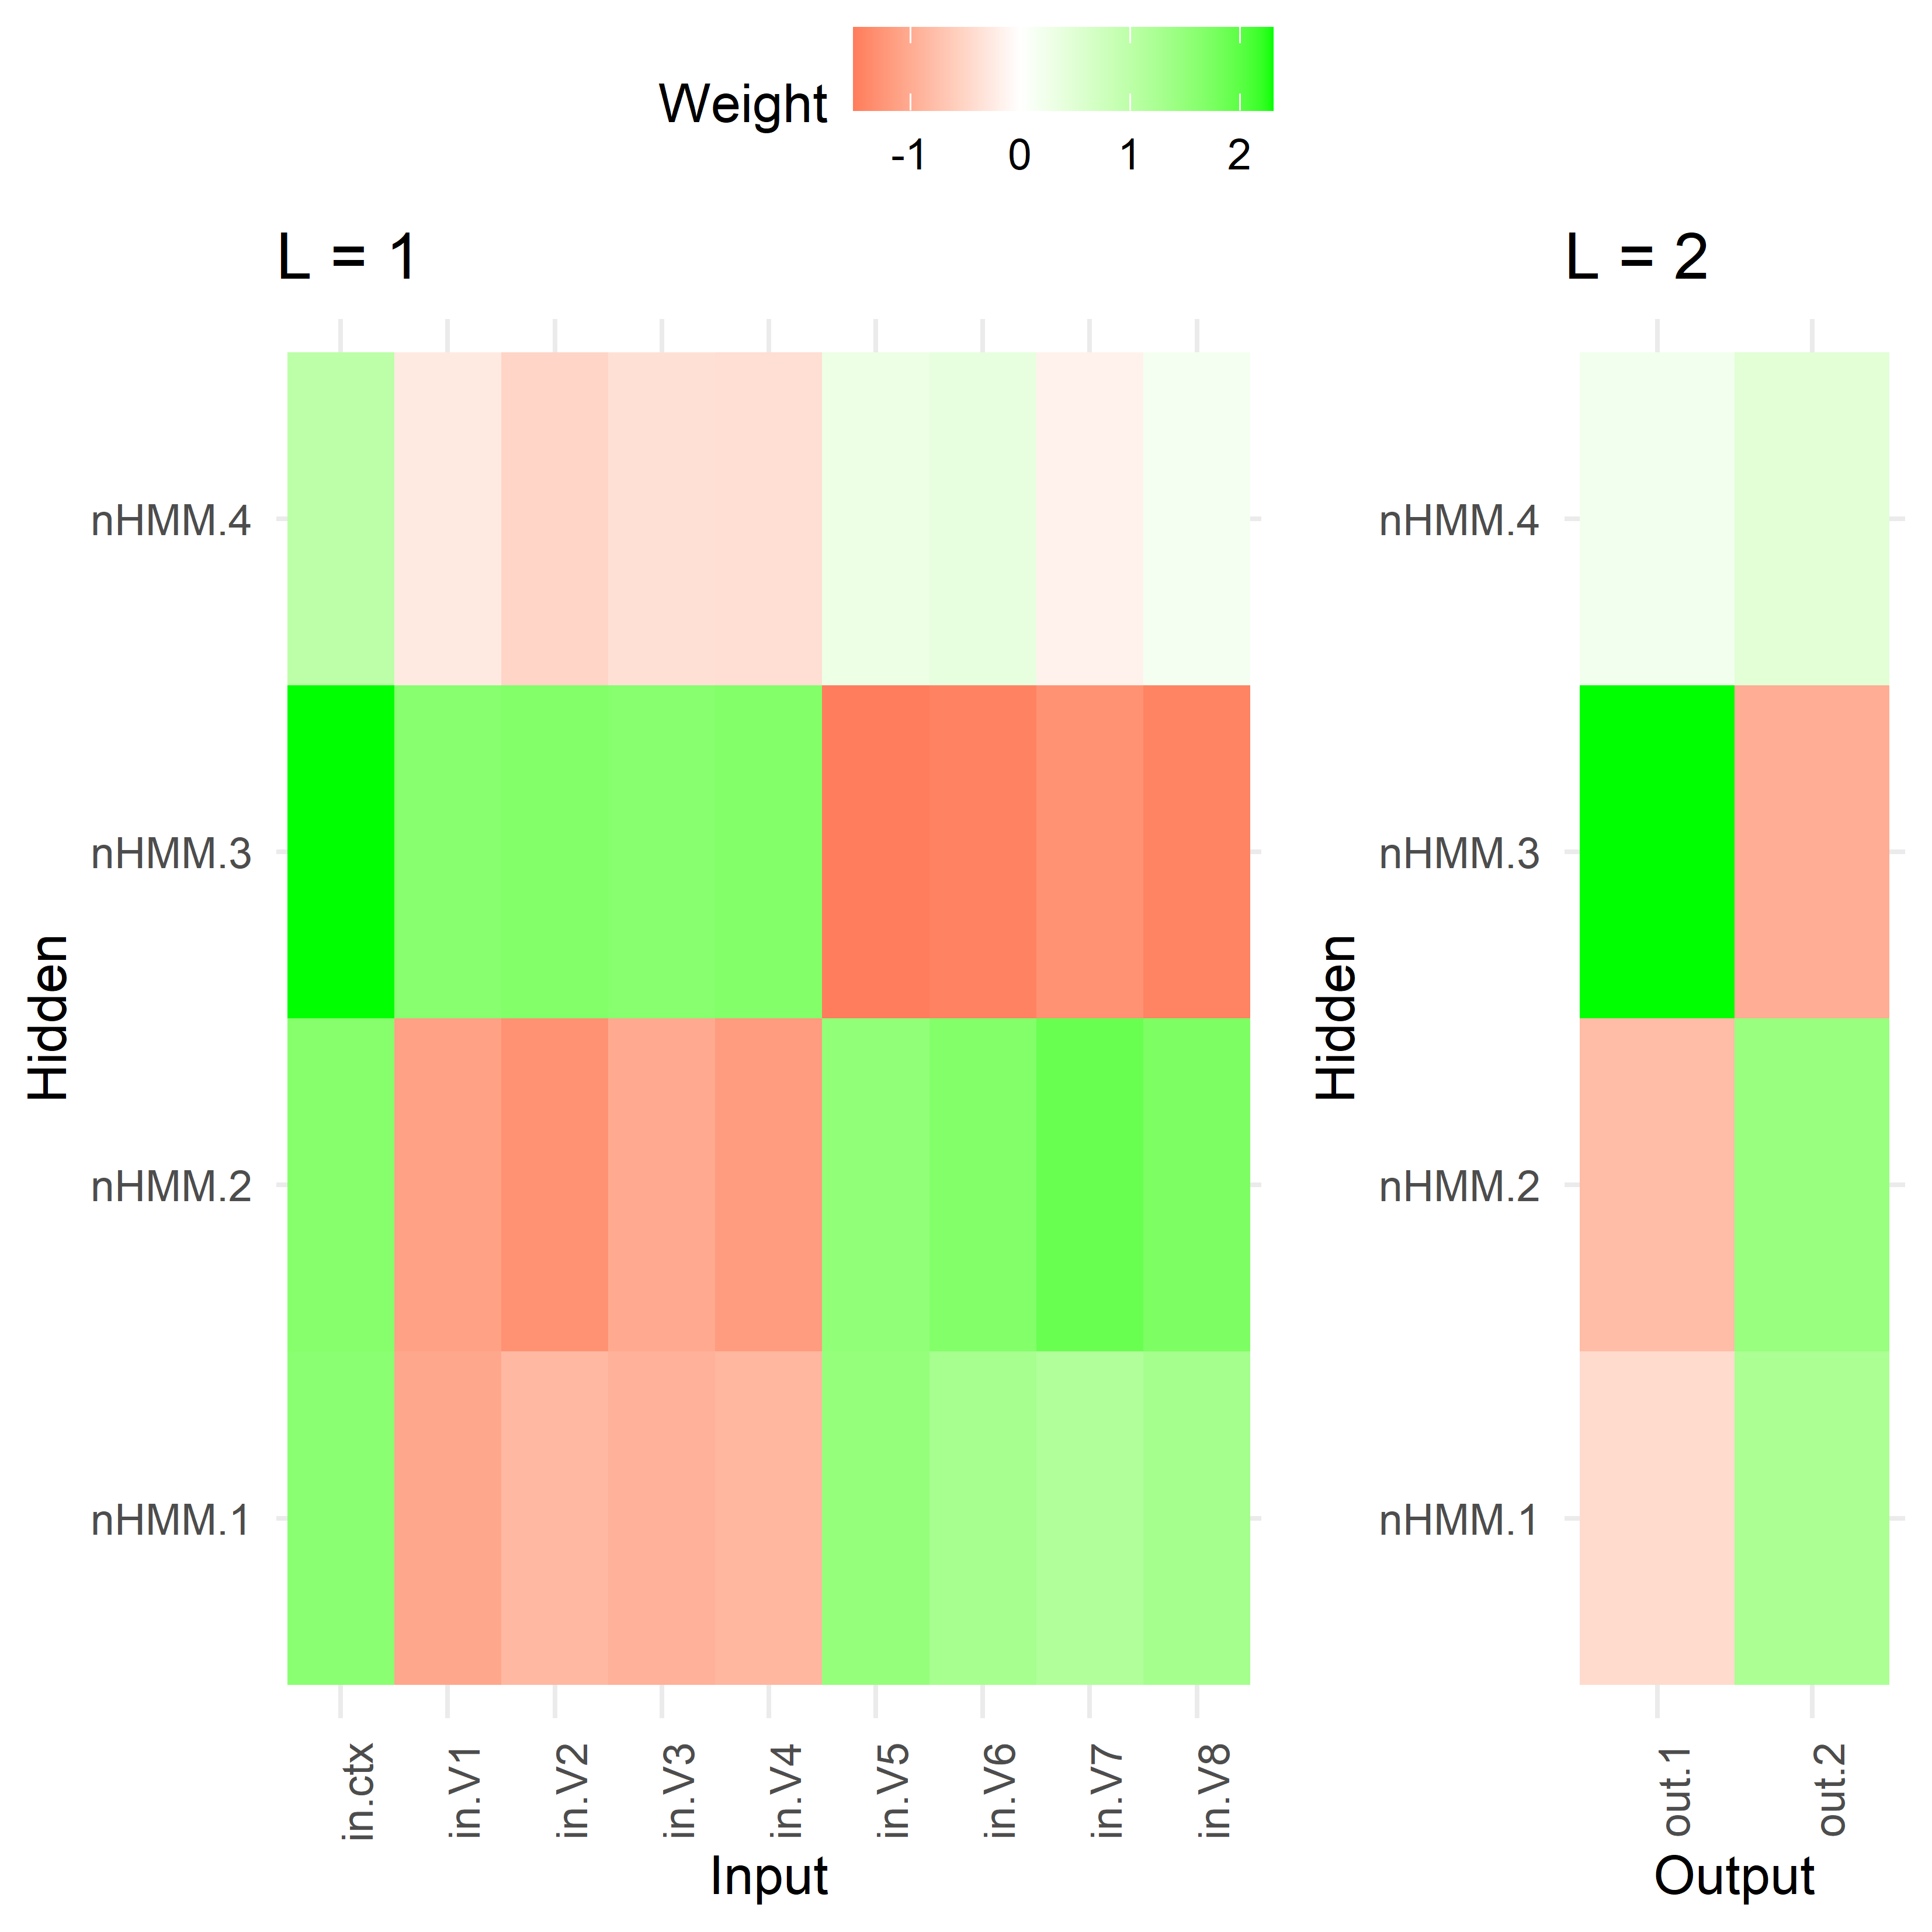 Weight
-1 0 1 2
L = 1
L = 2
nHMM.4
nHMM.3
nHMM.2
nHMM.1
Hidden
in.ctx
in.V1
in.V2
in.V3
in.V4
in.V5
in.V6
in.V7
in.V8
Input
nHMM.4
nHMM.3
nHMM.2
nHMM.1
Hidden
out.1
out.2
Output